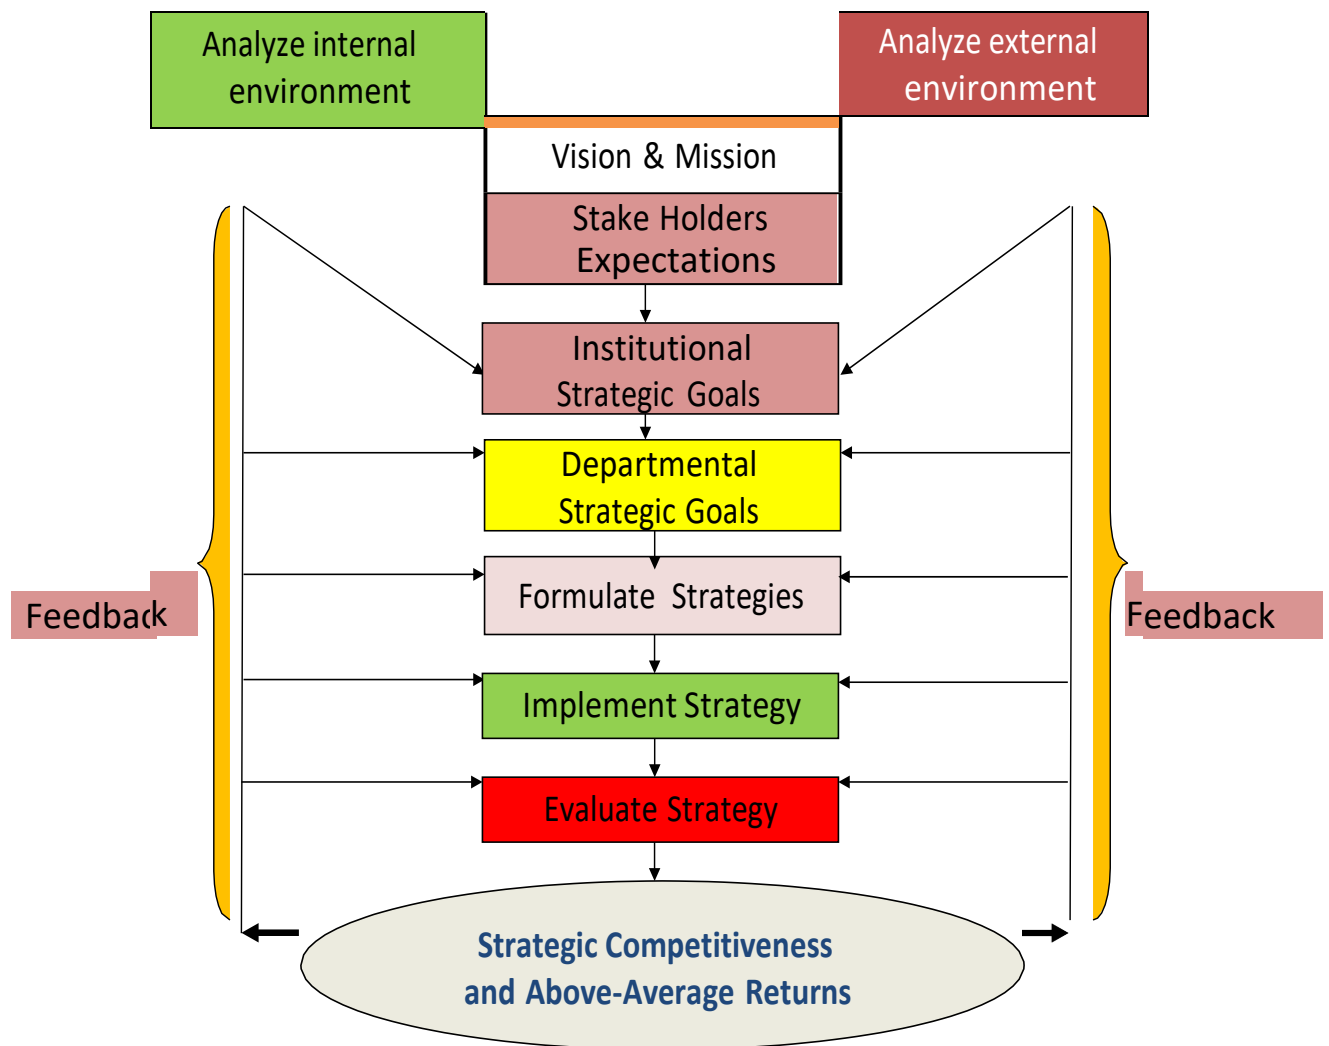 Analyze internal
environment
Analyze external
environment
Vision & Mission
Stake Holders
Expectations
Institutional
Strategic Goals
Departmental
Strategic Goals
Formulate Strategies
Feedback
Feedback
Implement Strategy
Evaluate Strategy
Strategic Competitiveness
and Above-Average Returns